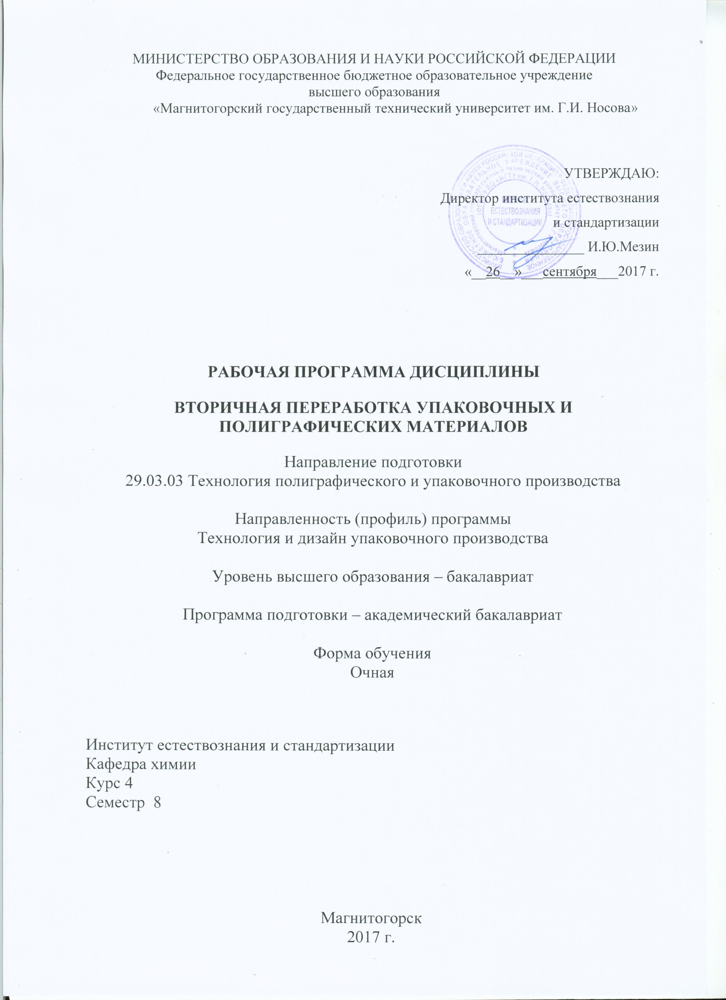 МИНИСТЕРСТВО ОБРАЗОВАНИЯ И НАУКИ РОССИЙСКОЙ ФЕДЕРАЦИИ
Федеральное государственное бюджетное образовательное учреждение
высшего образования
«Магнитогорский государственный технический университет им. Г.И. Носова»
УТВЕРЖДАЮ:
Директор института естествознания
и стандартизации
ЕСТЕСТВОЗНАНИЯ
И СТАНДАРТИЗАЦИИ
_______________ И.Ю.Мезин
«__26__»___сентября___2017 г.
РАБОЧАЯ ПРОГРАММА ДИСЦИПЛИНЫ
ВТОРИЧНАЯ ПЕРЕРАБОТКА УПАКОВОЧНЫХ И
ПОЛИГРАФИЧЕСКИХ МАТЕРИАЛОВ
Направление подготовки
29.03.03 Технология полиграфического и упаковочного производства
Направленность (профиль) программы
Технология и дизайн упаковочного производства
Уровень высшего образования – бакалавриат
Программа подготовки – академический бакалавриат
Форма обучения
Очная
Институт естествознания и стандартизации
Кафедра химии
Курс 4
Семестр 8
Магнитогорск
2017 г.